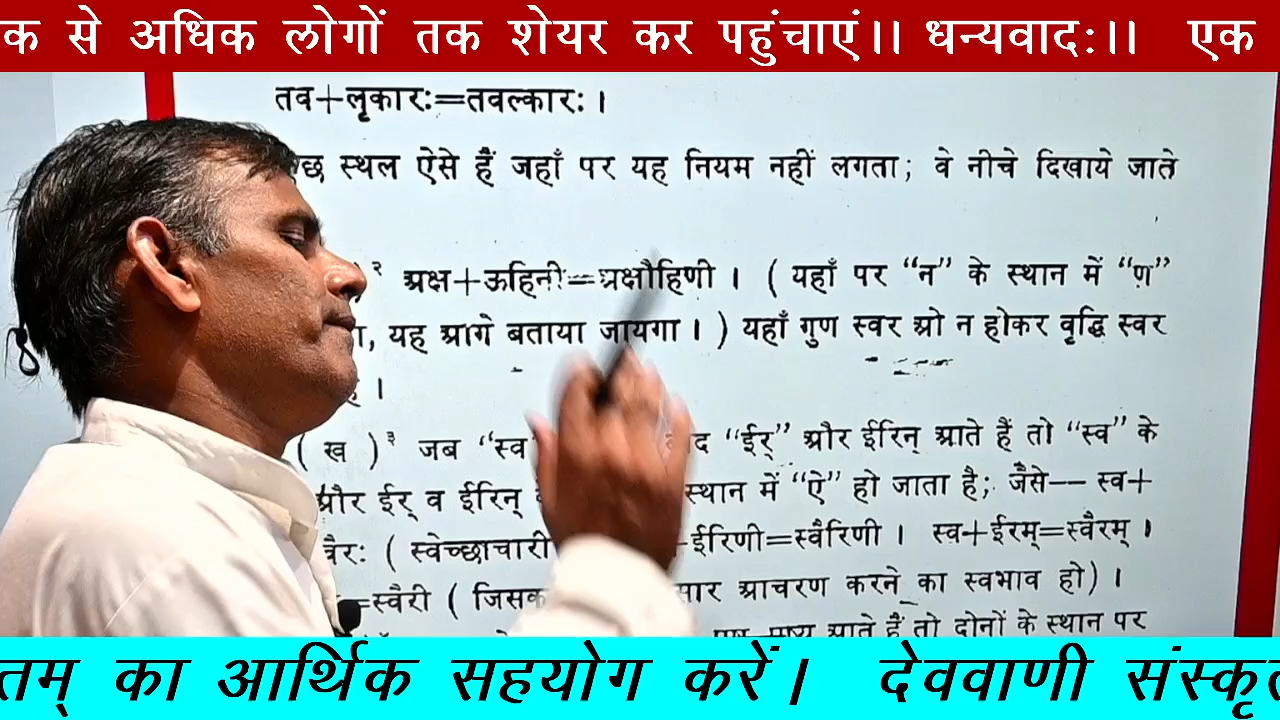 क से अधिक लोगों तक शेयर कर पहुंचाएं।। धन्यवादः।। एक
तव+लृकारः=तवल्कारः ।
छ स्थल ऐसे हैं जहाँ पर यह नियम नहीं लगता; वे नीचे दिखाये जाते
) २ अक्ष+ऊहिनी=अक्षौहिणी । ( यहाँ पर “न” के स्थान में “ण”
, यह आगे बताया जायगा । ) यहाँ गुण स्वर ओ न होकर वृद्धि स्वर
।
( ख ) ३ जब “स्व “ईर्” और ईरिन् आते हैं तो “स्व” के
और ईर् व ईरिन् स्थान में “ऐ” हो जाता है; जैसे—स्व+
वैरः ( स्वेच्छाचारी ईरिणी=स्वैरिणी । स्व+ईरम्=स्वैरम् ।
=स्वैरी ( जिसक सार आचरण करने का स्वभाव हो) ।
आते हैं तो दोनों के स्थान पर
तम् का आर्थिक सहयोग करें। देववाणी संस्कृत